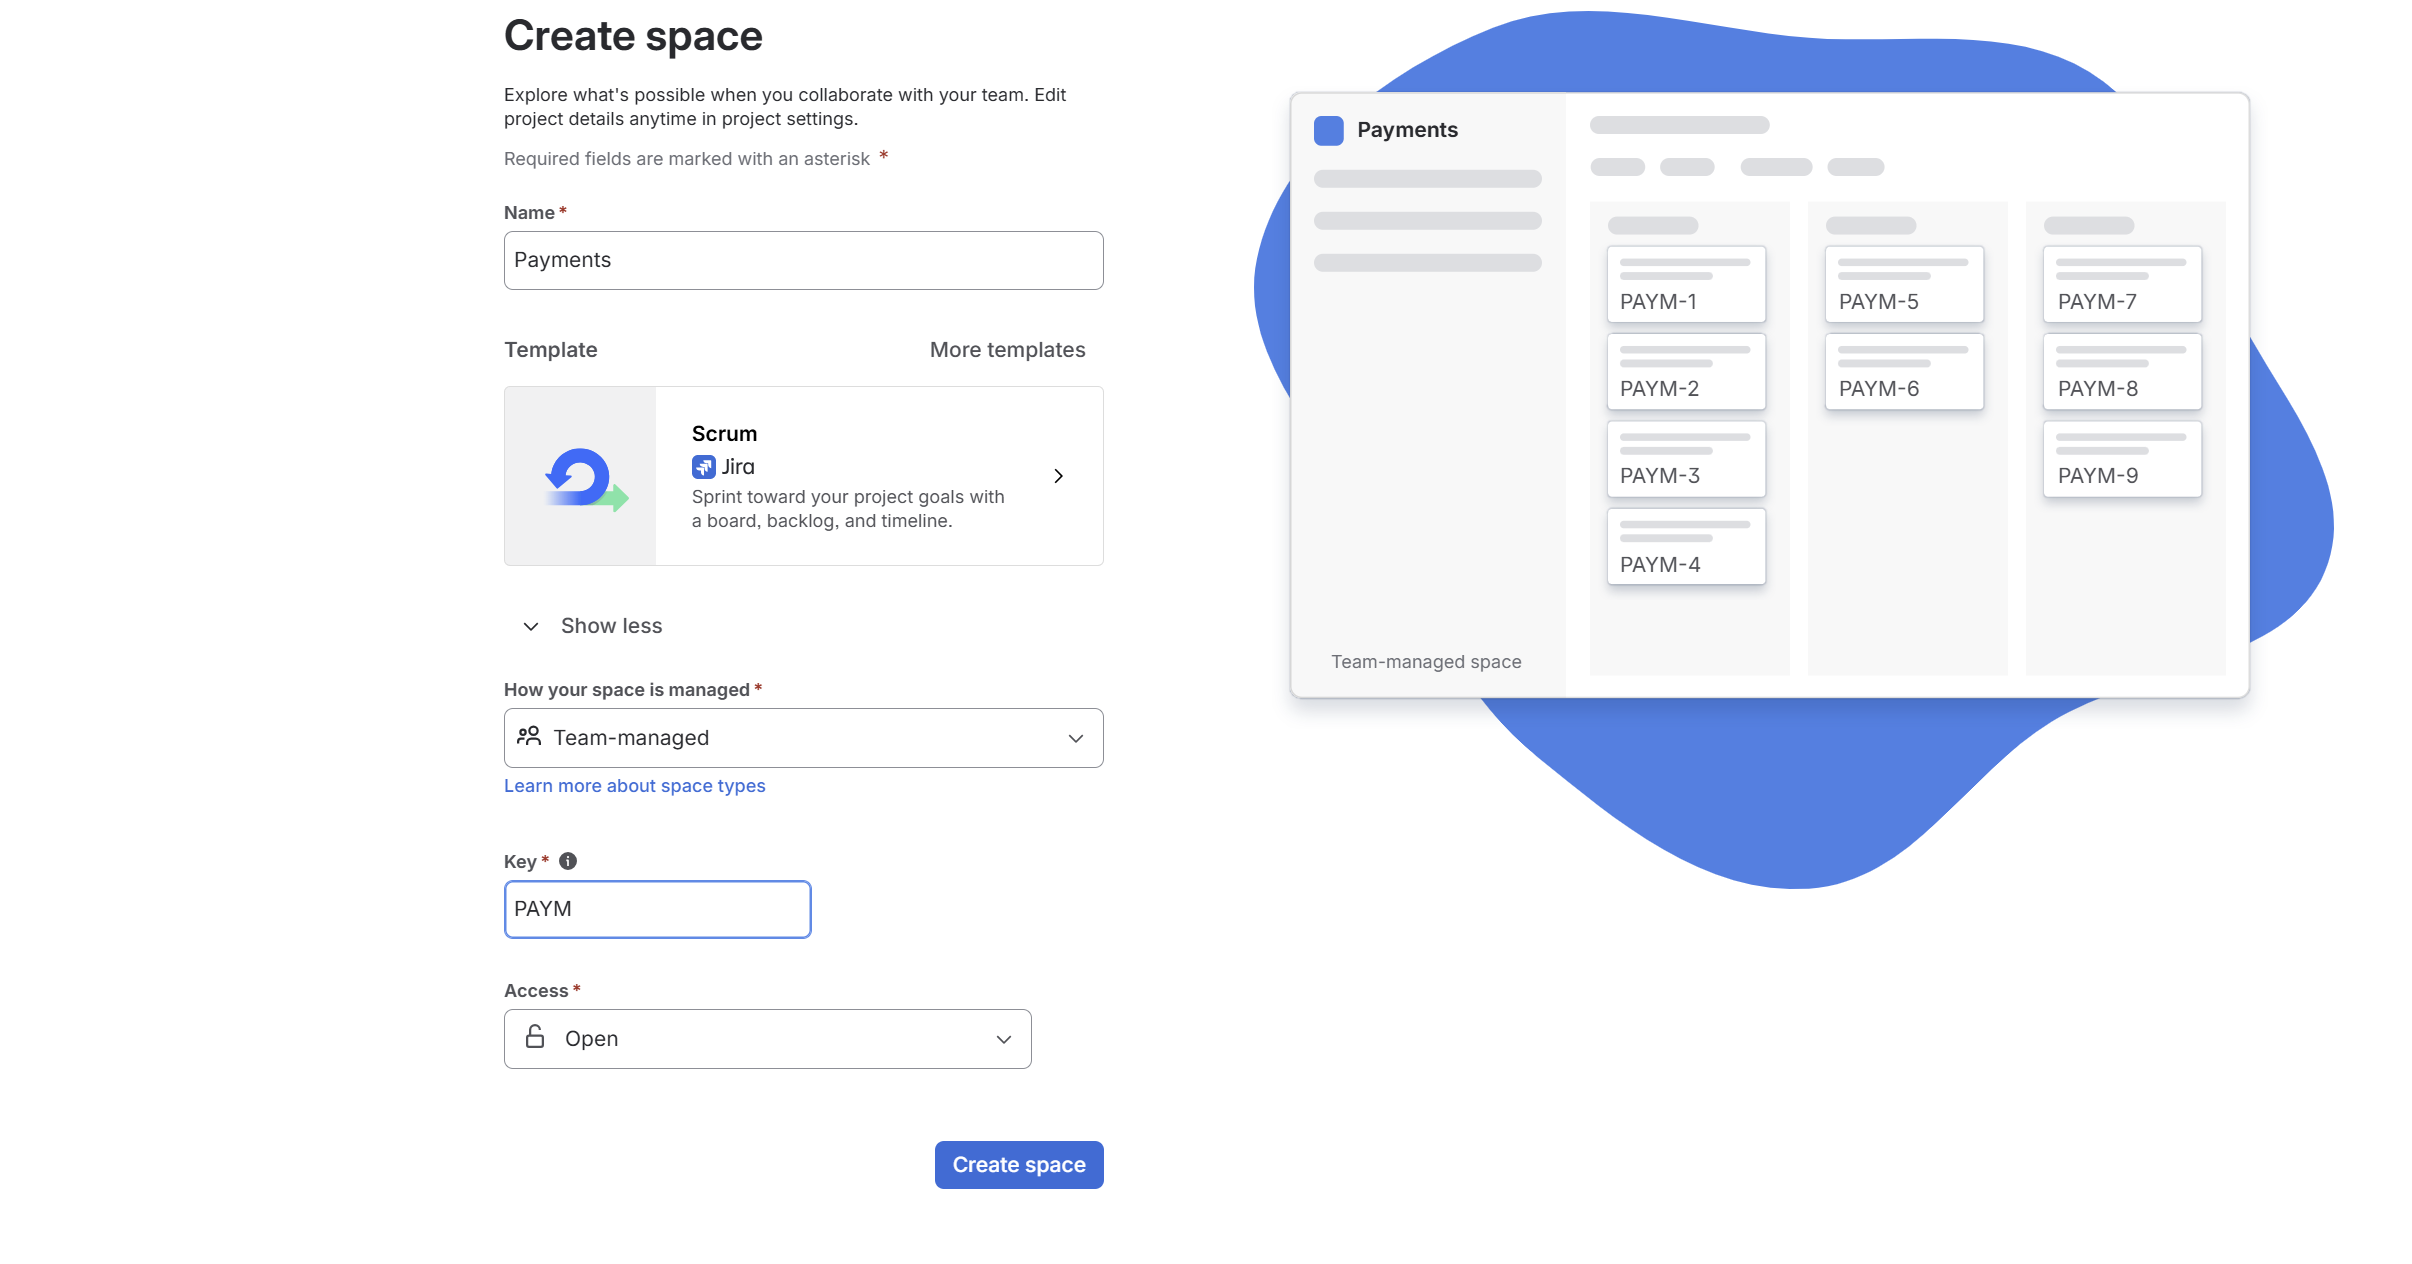 Create space
Explore what's possible when you collaborate with your team. Edit
project details anytime in project settings.
Required fields are marked with an asterisk *
Name *
Payments
Template
More templates
Scrum
Jira
Sprint toward your project goals with
a board, backlog, and timeline.
Show less
How your space is managed *
Team-managed
Learn more about space types
Key *
PAYM
Access *
Open
Create space
Payments
PAYM-1
PAYM-2
PAYM-3
PAYM-4
PAYM-5
PAYM-6
PAYM-7
PAYM-8
PAYM-9
Team-managed space